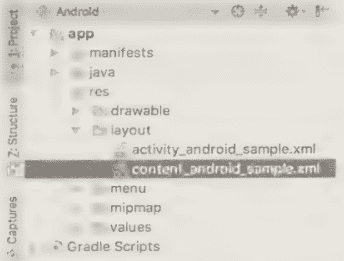 Android
app
manifests
java
res
drawable
layout
activity_android_sample.xml
content_android_sample.xml
menu
mipmap
values
Gradle Scripts
1: Project
Z: Structure
Captures